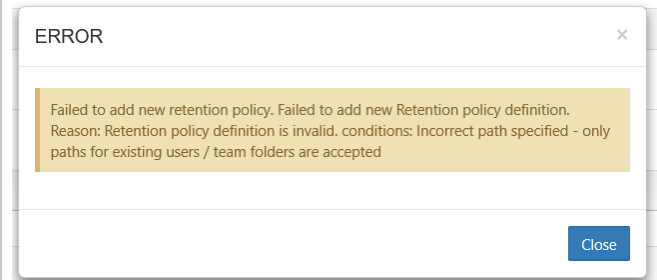 ERROR
×
Failed to add new retention policy. Failed to add new Retention policy definition.
Reason: Retention policy definition is invalid. conditions: Incorrect path specified - only
paths for existing users / team folders are accepted
Close